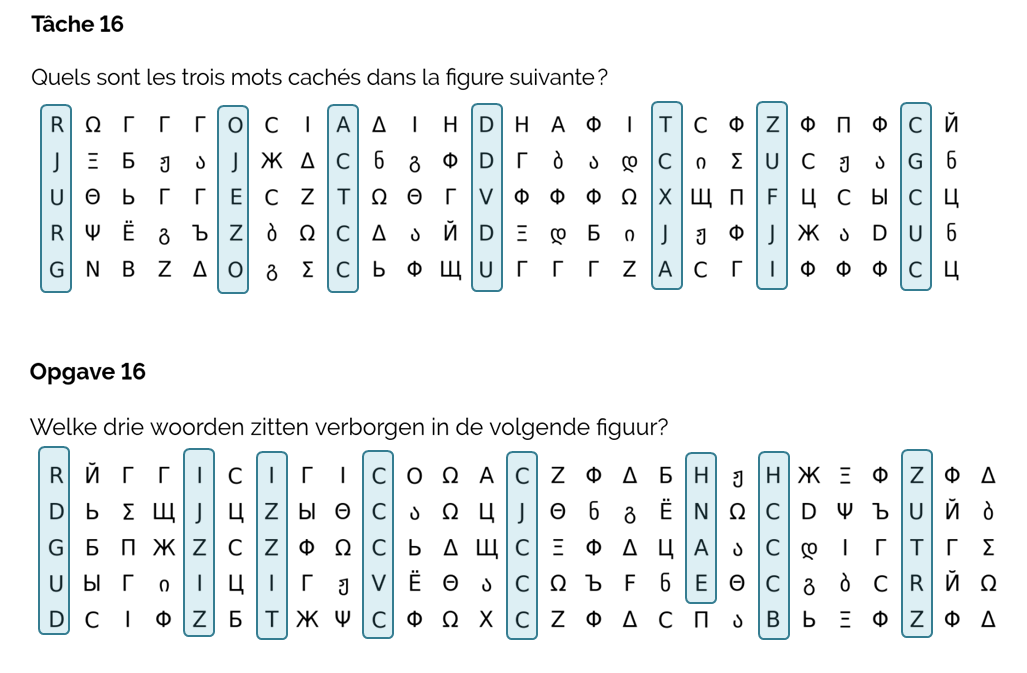 Tâche 16
Quels sont les trois mots cachés dans la figure suivante ?
R Ω Г Г Г O C I A Δ I H D H A Ф I T C Ф Z Ф П Ф C Й
J Ξ Б ჟ ა J Ж Δ C ნ გ Ф D Г ბ ა დ C ი Σ U C ჟ ა G ნ
U Θ Ь Г Г E C Z T Ω Θ Г V Ф Ф Ф Ω X Щ П F Ц C Ы C Ц
R Ψ Ё გ Ъ Z ბ Ω C Δ ა Й D Ξ დ Б ი J ჟ Ф J Ж ა D U ნ
G N B Z Δ O გ Σ C Ь Ф Щ U Г Г Г Z A C Г I Ф Ф Ф C Ц
Opgave 16
Welke drie woorden zitten verborgen in de volgende figuur?
R Й Г Г I C I Г I C O Ω A C Z Ф Δ Б H ჟ H Ж Ξ Ф Z Ф Δ
D Ь Σ Щ J Ц Z Ы Θ C ა Ω Ц J Θ ნ გ Ё N Ω C D Ψ Ъ U Й ბ
G Б П Ж Z C Z Ф Ω C Ь Δ Щ C Ξ Ф Δ Ц A ა C დ I Г T Г Σ
U Ы Г ი I Ц I Г ჟ V Ё Θ ა C Ω Ъ F ნ E Θ C გ ბ C R Й Ω
D C I Ф Z Б T Ж Ψ C Ф Ω X C Z Ф Δ C П ა B Ь Ξ Ф Z Ф Δ